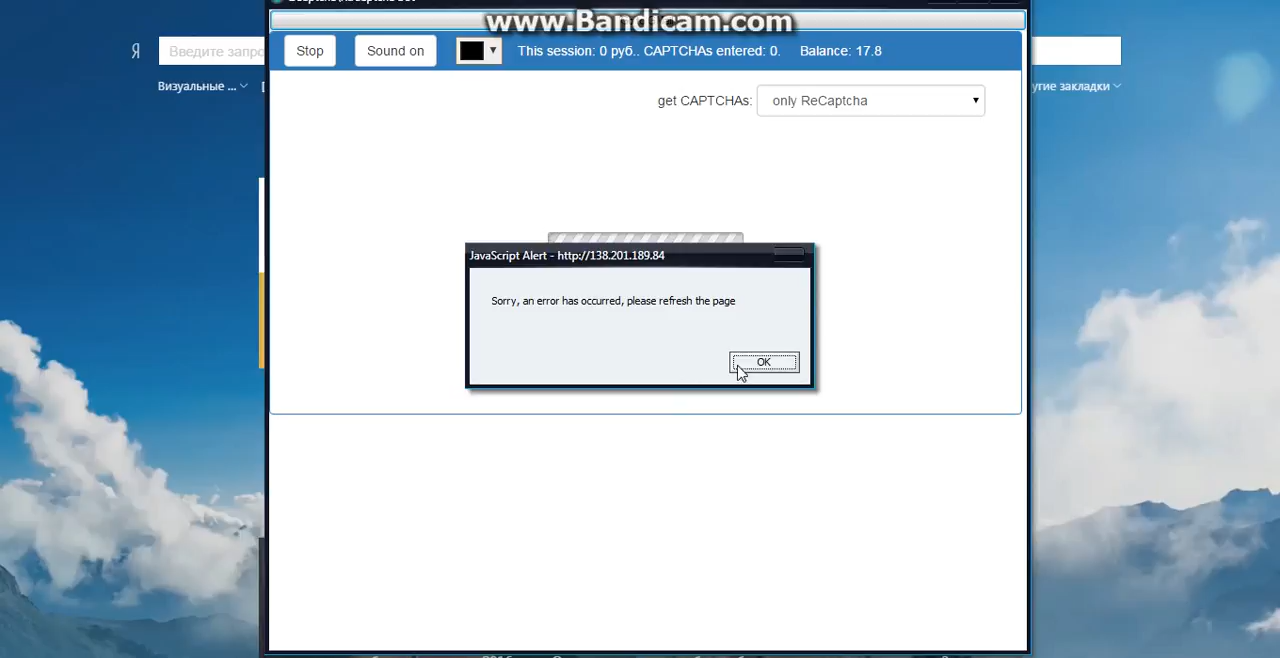 www.Bandicam.com
Я
Введите запро
Stop
Sound on
This session: 0 руб.. CAPTCHAs entered: 0.
Balance: 17.8
Визуальные ...
угие закладки
get CAPTCHAs:
only ReCaptcha
JavaScript Alert - http://138.201.189.84
Sorry, an error has occurred, please refresh the page
OK